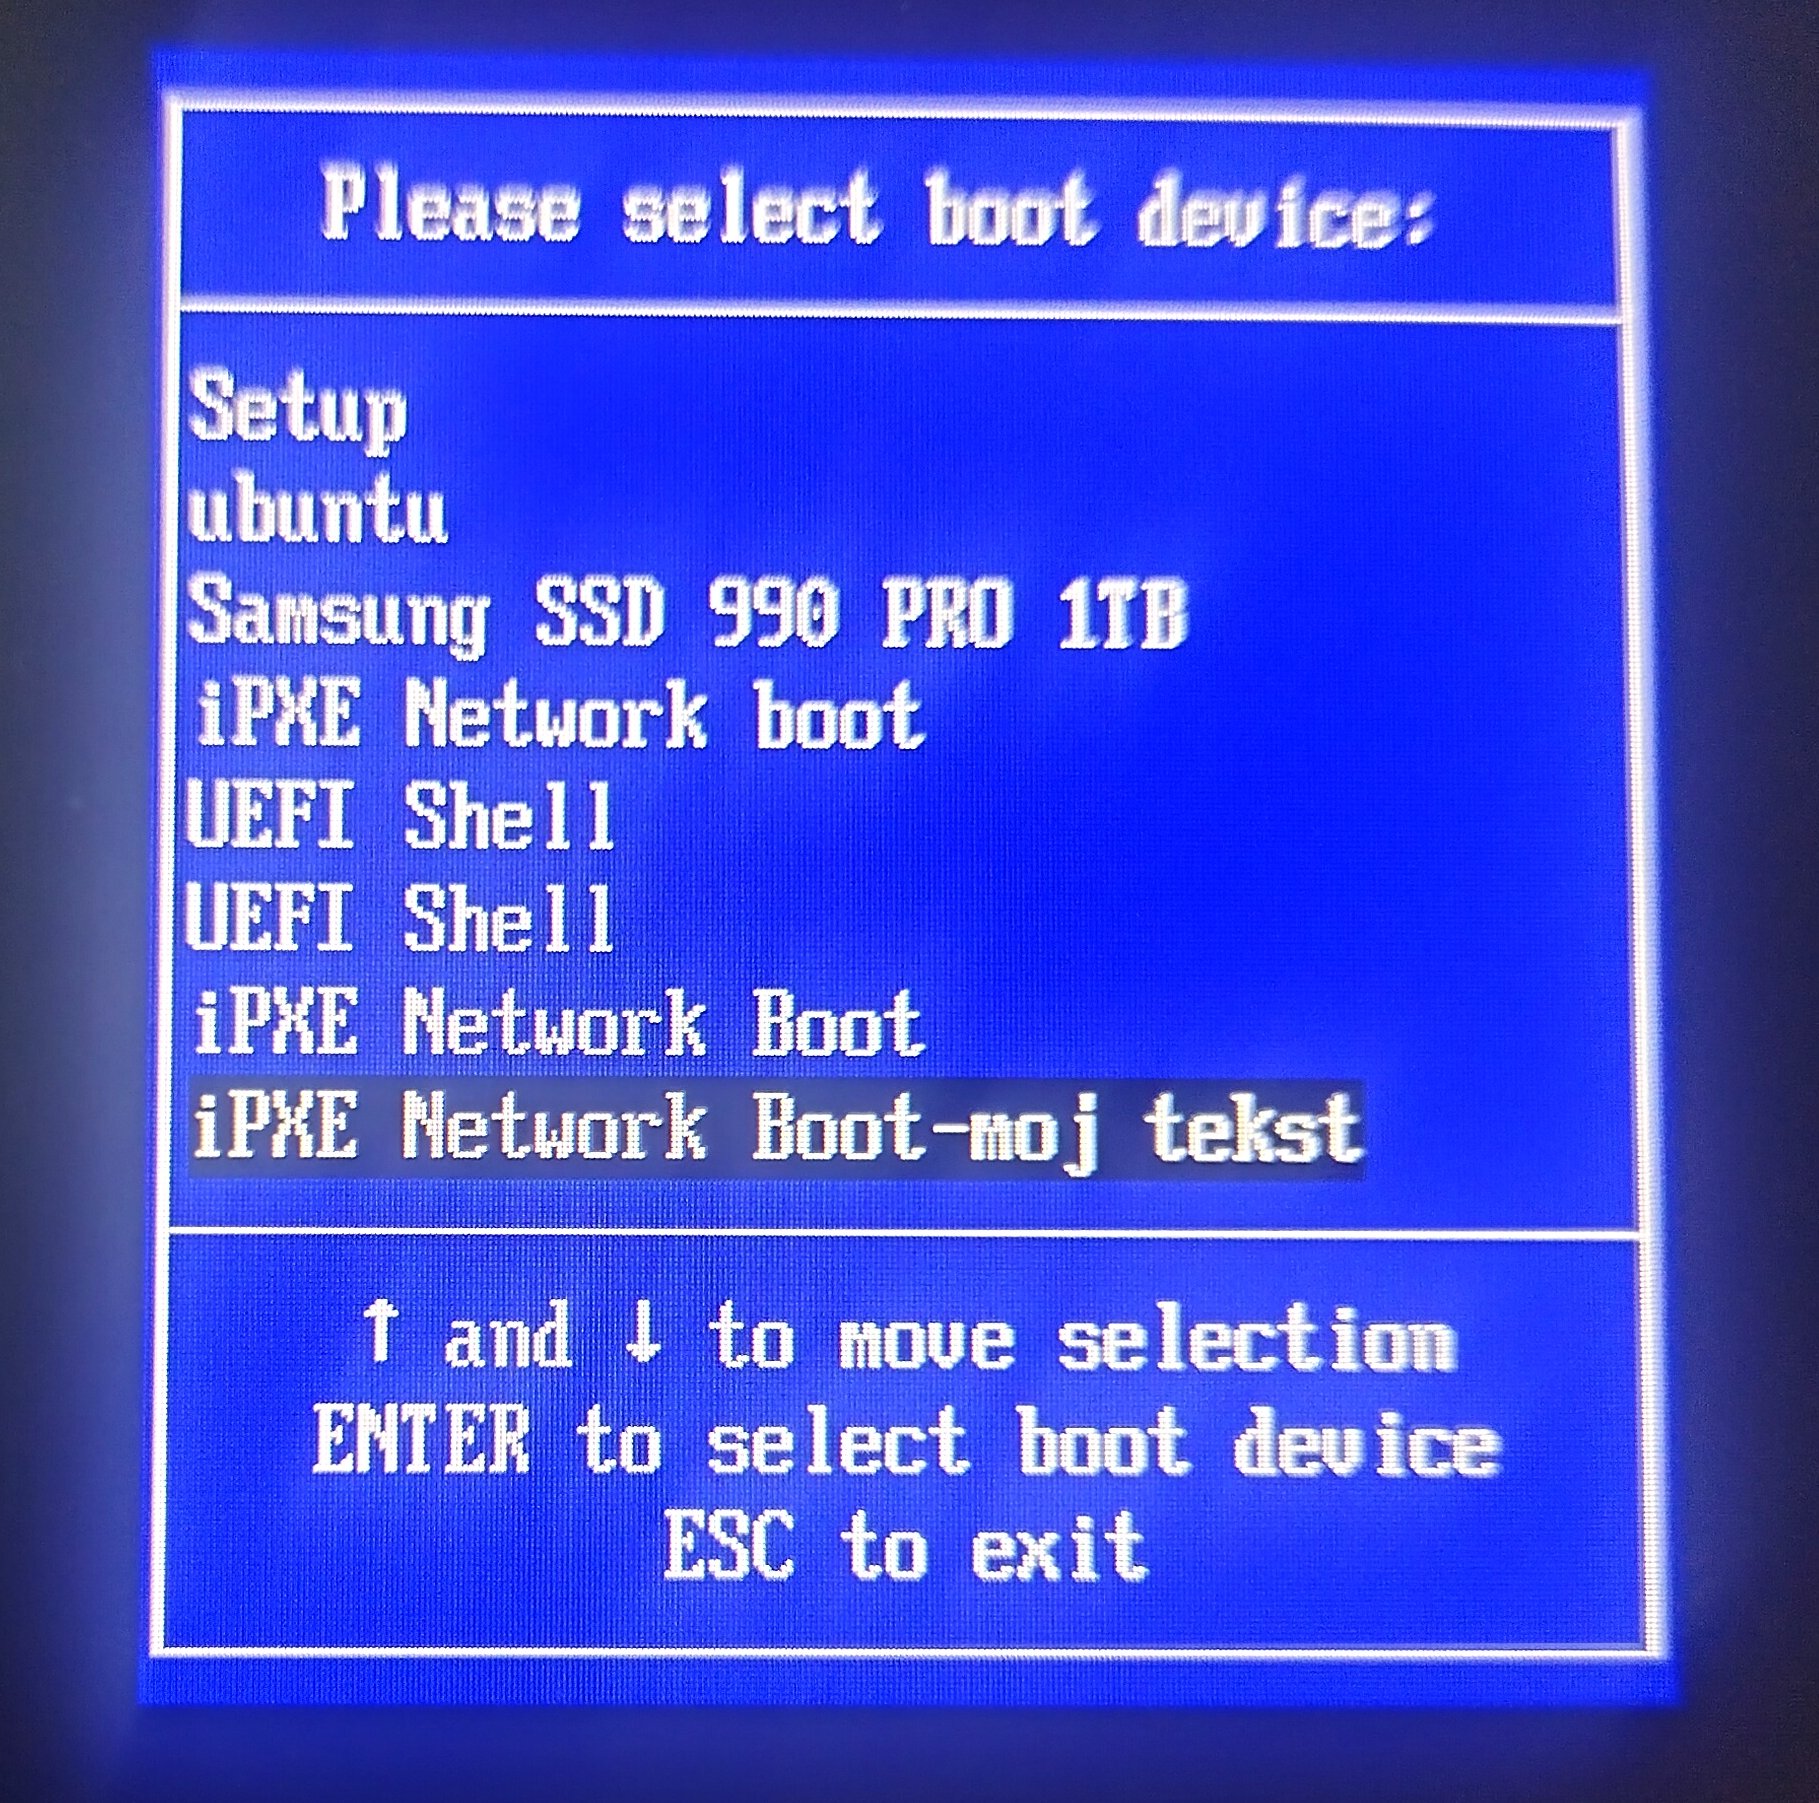 Please select boot device:
Setup
ubuntu
Samsung SSD 990 PRO 1TB
iPXE Network boot
UEFI Shell
UEFI Shell
iPXE Network Boot
iPXE Network Boot-moj tekst
↑ and ↓ to move selection
ENTER to select boot device
ESC to exit